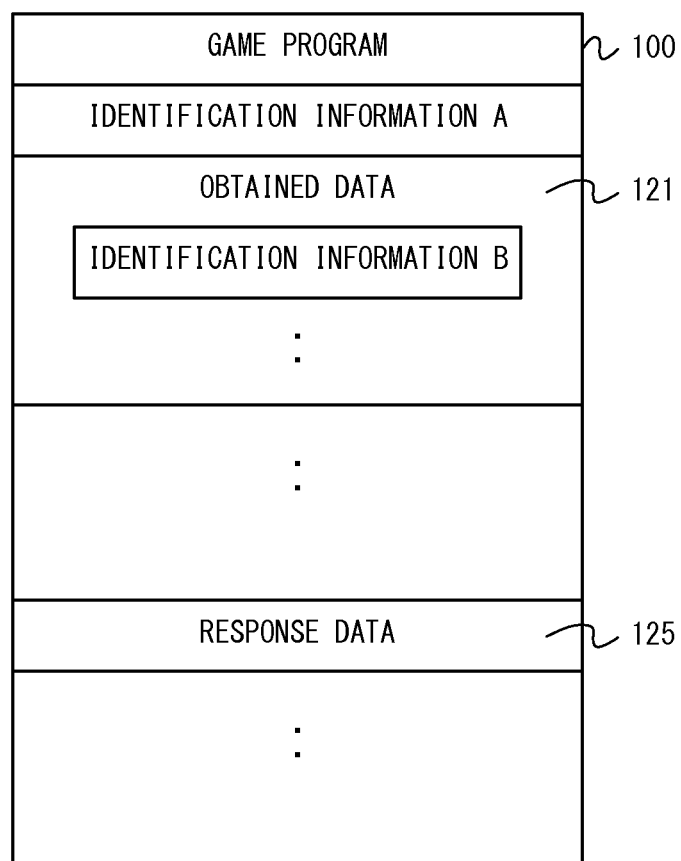 GAME PROGRAM 100
IDENTIFICATION INFORMATION A
OBTAINED DATA 121
IDENTIFICATION INFORMATION B
:
:
RESPONSE DATA 125
: